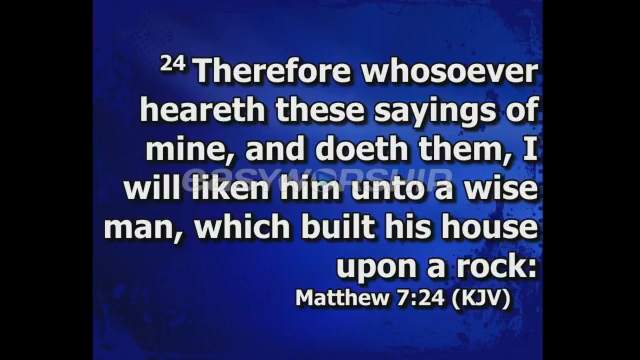 24 Therefore whosoever
heareth these sayings of
mine, and doeth them, I
will liken him unto a wise
man, which built his house
upon a rock:
Matthew 7:24 (KJV)
EASYWORSHIP